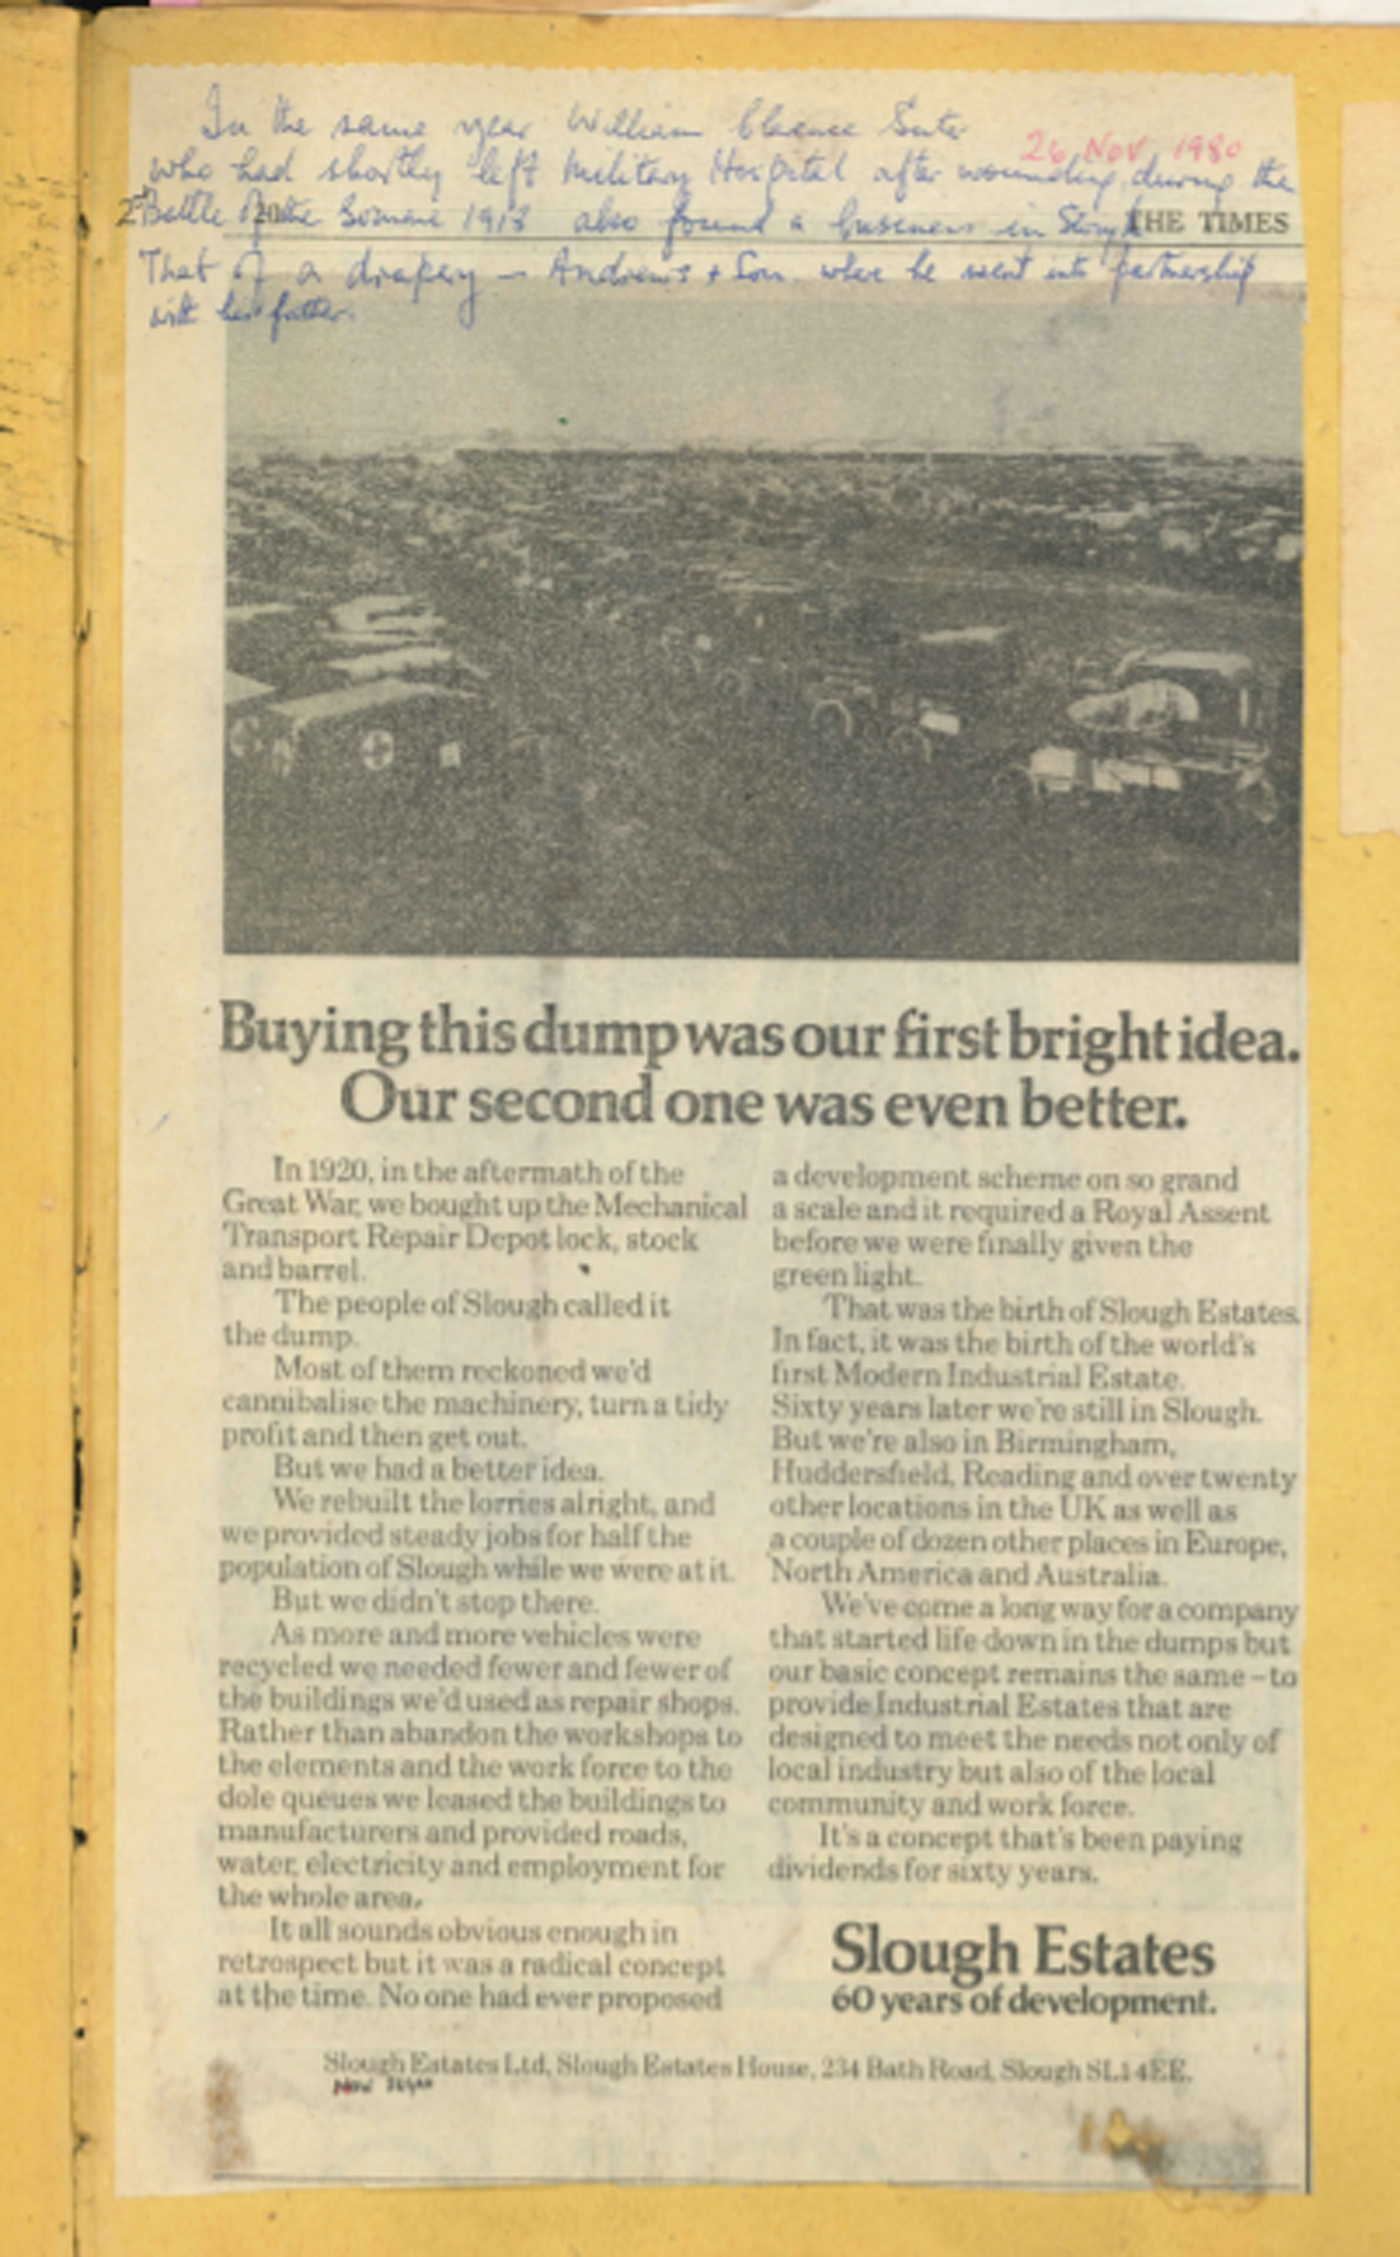 In the same year William Clarence
26 Nov 1980
who had shortly left Military Hospital after wounding during the
2nd Battle of the Somme 1918 also found a business in Slough
20
THE TIMES
That of a drapery – Andrews + Son where he went into partnership
with his father.
Buying this dump was our first bright idea.
Our second one was even better.
In 1920, in the aftermath of the
Great War, we bought up the Mechanical
Transport Repair Depot lock, stock
and barrel.
The people of Slough called it
the dump.
Most of them reckoned we'd
cannibalise the machinery, turn a tidy
profit and then get out.
But we had a better idea.
We rebuilt the lorries alright, and
we provided steady jobs for half the
population of Slough while we were at it.
But we didn't stop there.
As more and more vehicles were
recycled we needed fewer and fewer of
the buildings we'd used as repair shops.
Rather than abandon the workshops to
the elements and the work force to the
dole queues we leased the buildings to
manufacturers and provided roads,
water, electricity and employment for
the whole area.
It all sounds obvious enough in
retrospect but it was a radical concept
at the time. No one had ever proposed
a development scheme on so grand
a scale and it required a Royal Assent
before we were finally given the
green light.
That was the birth of Slough Estates.
In fact, it was the birth of the world's
first Modern Industrial Estate.
Sixty years later we're still in Slough.
But we're also in Birmingham,
Huddersfield, Reading and over twenty
other locations in the UK as well as
a couple of dozen other places in Europe,
North America and Australia.
We've come a long way for a company
that started life down in the dumps but
our basic concept remains the same – to
provide Industrial Estates that are
designed to meet the needs not only of
local industry but also of the local
community and work force.
It's a concept that's been paying
dividends for sixty years.
Slough Estates
60 years of development.
Slough Estates Ltd, Slough Estates House, 234 Bath Road, Slough SL1 4EE.
Now